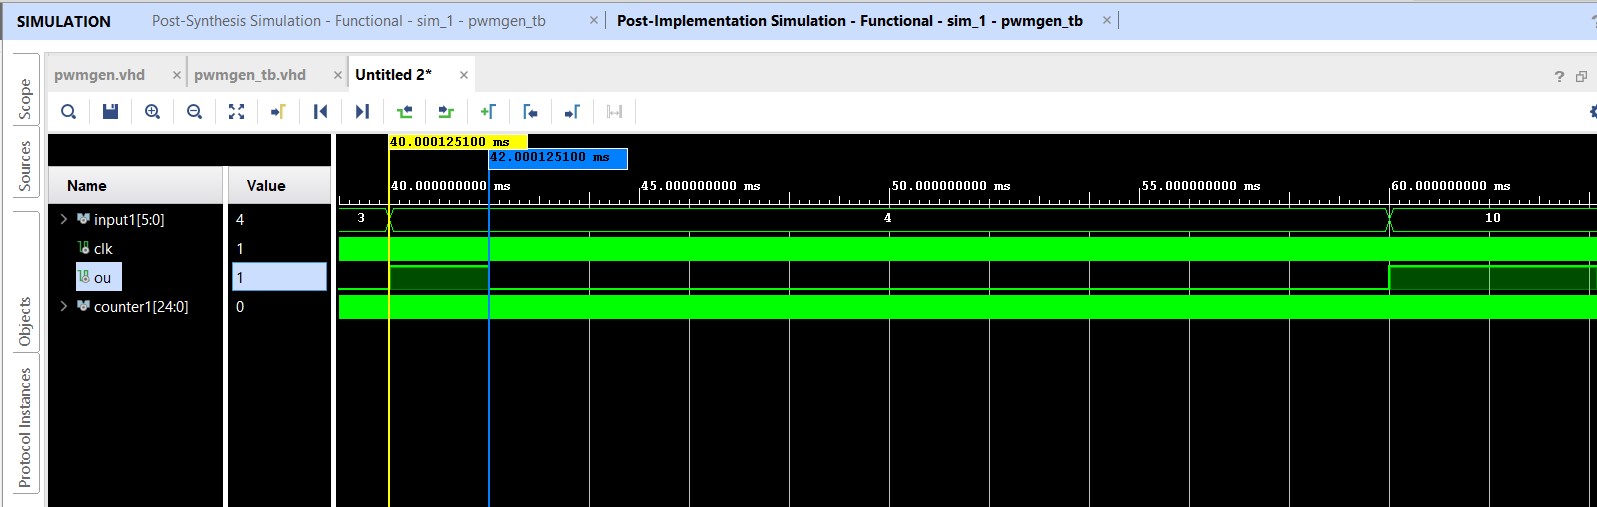 SIMULATION Post-Synthesis Simulation - Functional - sim_1 - pwmgen_tb × Post-Implementation Simulation - Functional - sim_1 - pwmgen_tb × ?
pwmgen.vhd × pwmgen_tb.vhd × Untitled 2* × ?
Scope
Sources
Objects
Protocol Instances
40.000125100 ms
42.000125100 ms
Name Value 40.000000000 ms 45.000000000 ms 50.000000000 ms 55.000000000 ms 60.000000000 ms
input1[5:0] 4 3 4 10
clk 1
ou 1
counter1[24:0] 0